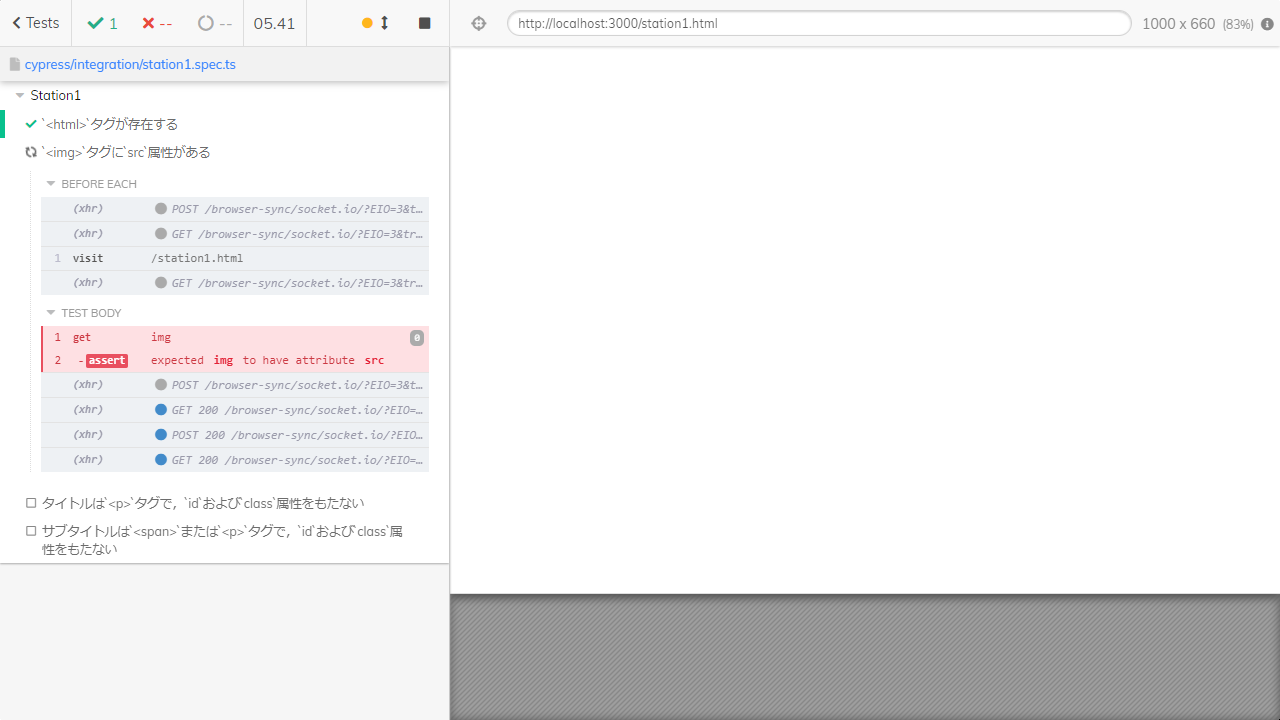 Tests 1 -- -- 05.41 http://localhost:3000/station1.html 1000 x 660 (83%)
cypress/integration/station1.spec.ts
Station1
`<html>`タグが存在する
`<img>`タグに`src`属性がある
BEFORE EACH
(xhr) POST /browser-sync/socket.io/?EIO=3&t…
(xhr) GET /browser-sync/socket.io/?EIO=3&tr…
1 visit /station1.html
(xhr) GET /browser-sync/socket.io/?EIO=3&tr…
TEST BODY
1 get img 0
2 -assert expected img to have attribute src
(xhr) POST /browser-sync/socket.io/?EIO=3&t…
(xhr) GET 200 /browser-sync/socket.io/?EIO=…
(xhr) POST 200 /browser-sync/socket.io/?EIO…
(xhr) GET 200 /browser-sync/socket.io/?EIO=…
タイトルは`<p>`タグで，`id`および`class`属性をもたない
サブタイトルは`<span>`または`<p>`タグで，`id`および`class`属
性をもたない